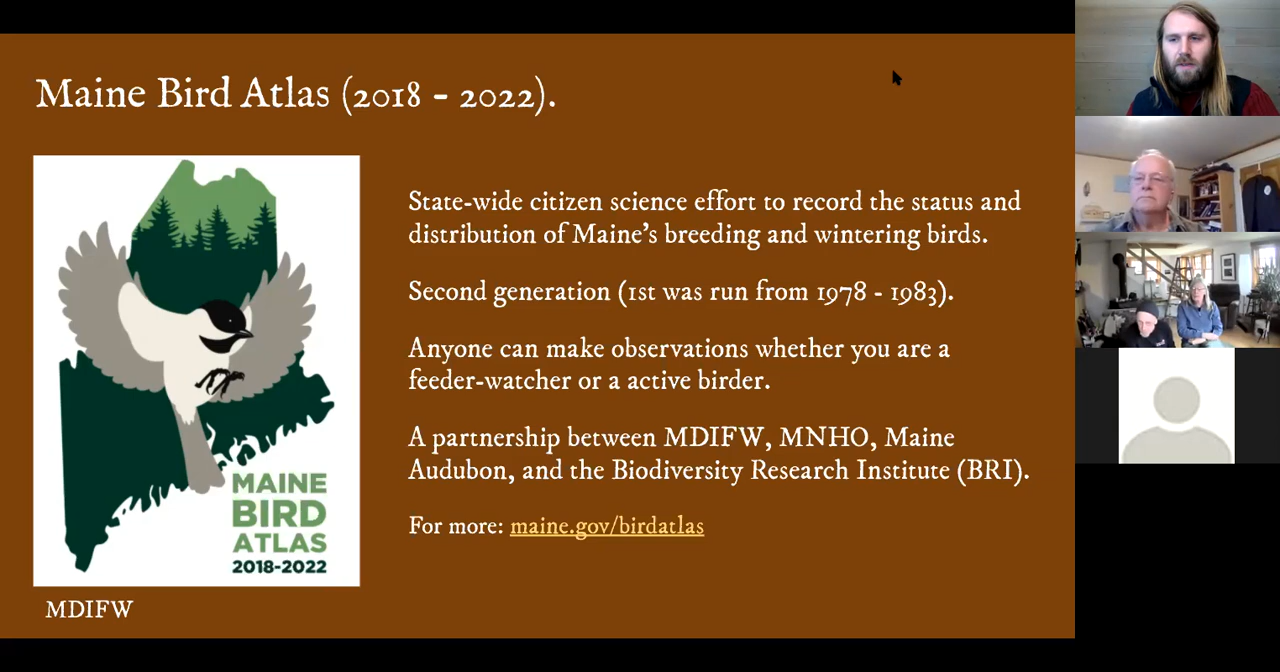 Maine Bird Atlas (2018 - 2022).
State-wide citizen science effort to record the status and
distribution of Maine's breeding and wintering birds.
Second generation (1st was run from 1978 - 1983).
Anyone can make observations whether you are a
feeder-watcher or a active birder.
A partnership between MDIFW, MNHO, Maine
Audubon, and the Biodiversity Research Institute (BRI).
For more: maine.gov/birdatlas
MAINE
BIRD
ATLAS
2018-2022
MDIFW